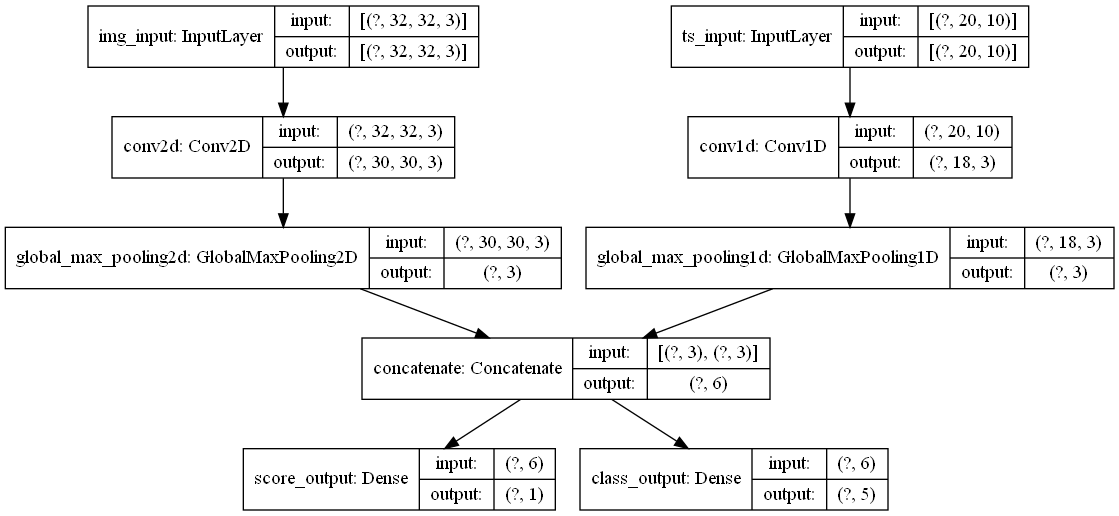 img_input: InputLayer
input: [(?, 32, 32, 3)]
output: [(?, 32, 32, 3)]
ts_input: InputLayer
input: [(?, 20, 10)]
output: [(?, 20, 10)]
conv2d: Conv2D
input: (?, 32, 32, 3)
output: (?, 30, 30, 3)
conv1d: Conv1D
input: (?, 20, 10)
output: (?, 18, 3)
global_max_pooling2d: GlobalMaxPooling2D
input: (?, 30, 30, 3)
output: (?, 3)
global_max_pooling1d: GlobalMaxPooling1D
input: (?, 18, 3)
output: (?, 3)
concatenate: Concatenate
input: [(?, 3), (?, 3)]
output: (?, 6)
score_output: Dense
input: (?, 6)
output: (?, 1)
class_output: Dense
input: (?, 6)
output: (?, 5)